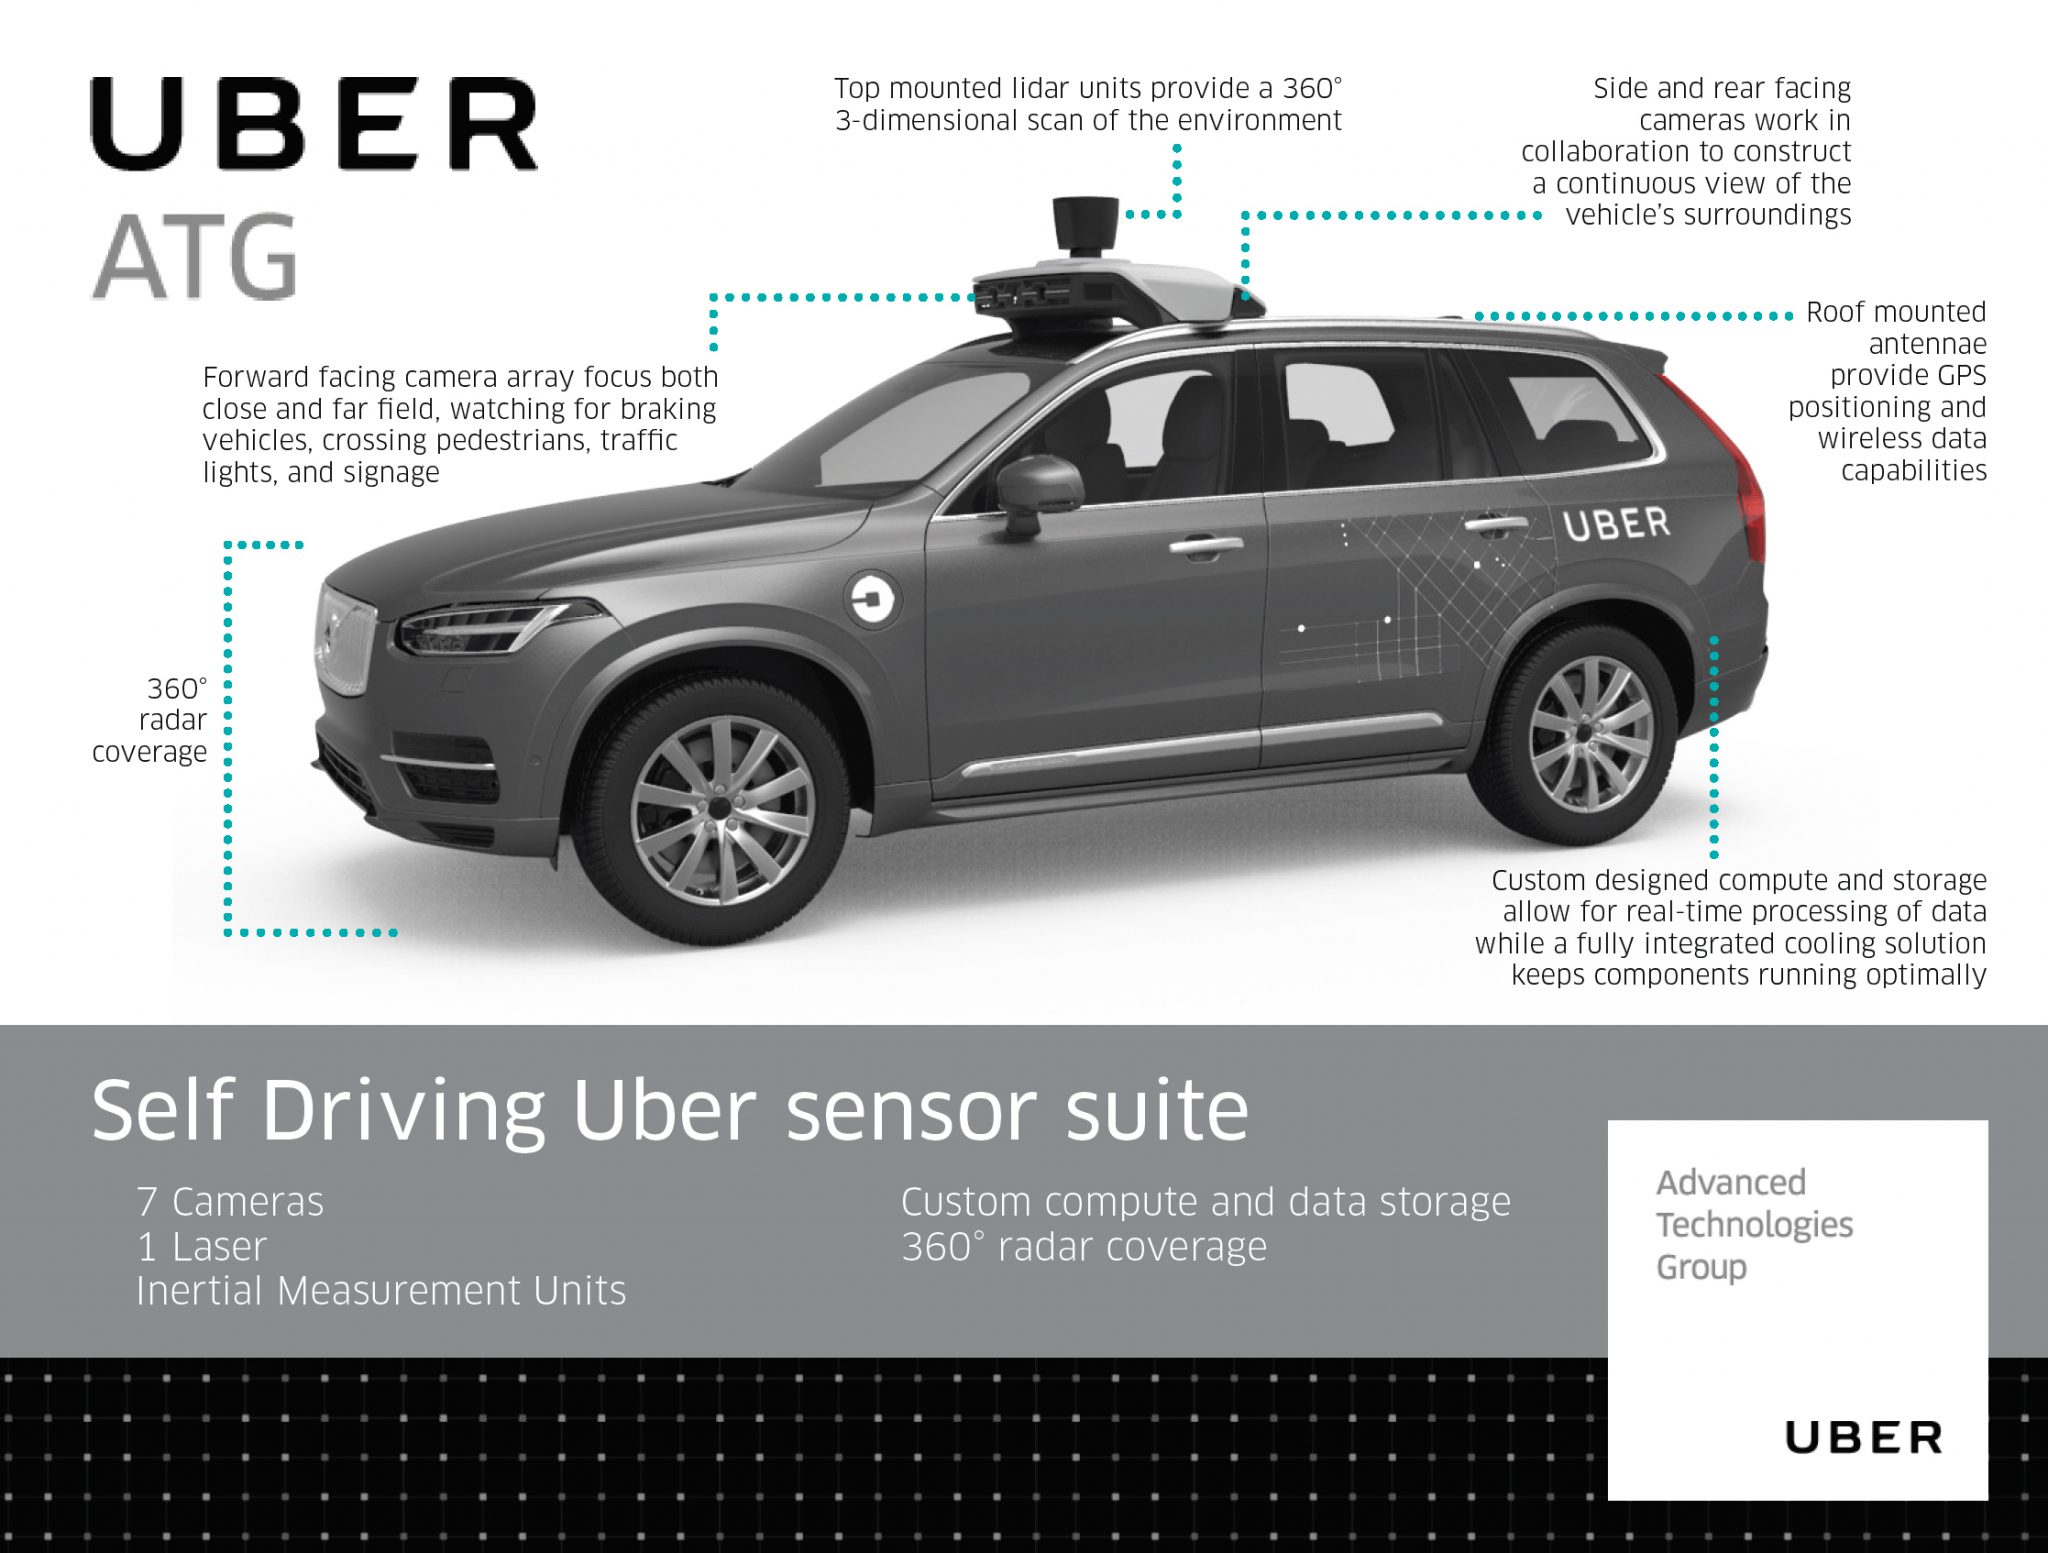 UBER
ATG
Top mounted lidar units provide a 360°
3-dimensional scan of the environment
Side and rear facing
cameras work in
collaboration to construct
a continuous view of the
vehicle's surroundings
Roof mounted
antennae
provide GPS
positioning and
wireless data
capabilities
Forward facing camera array focus both
close and far field, watching for braking
vehicles, crossing pedestrians, traffic
lights, and signage
UBER
360°
radar
coverage
Custom designed compute and storage
allow for real-time processing of data
while a fully integrated cooling solution
keeps components running optimally
Self Driving Uber sensor suite
7 Cameras
1 Laser
Inertial Measurement Units
Custom compute and data storage
360° radar coverage
Advanced
Technologies
Group
UBER